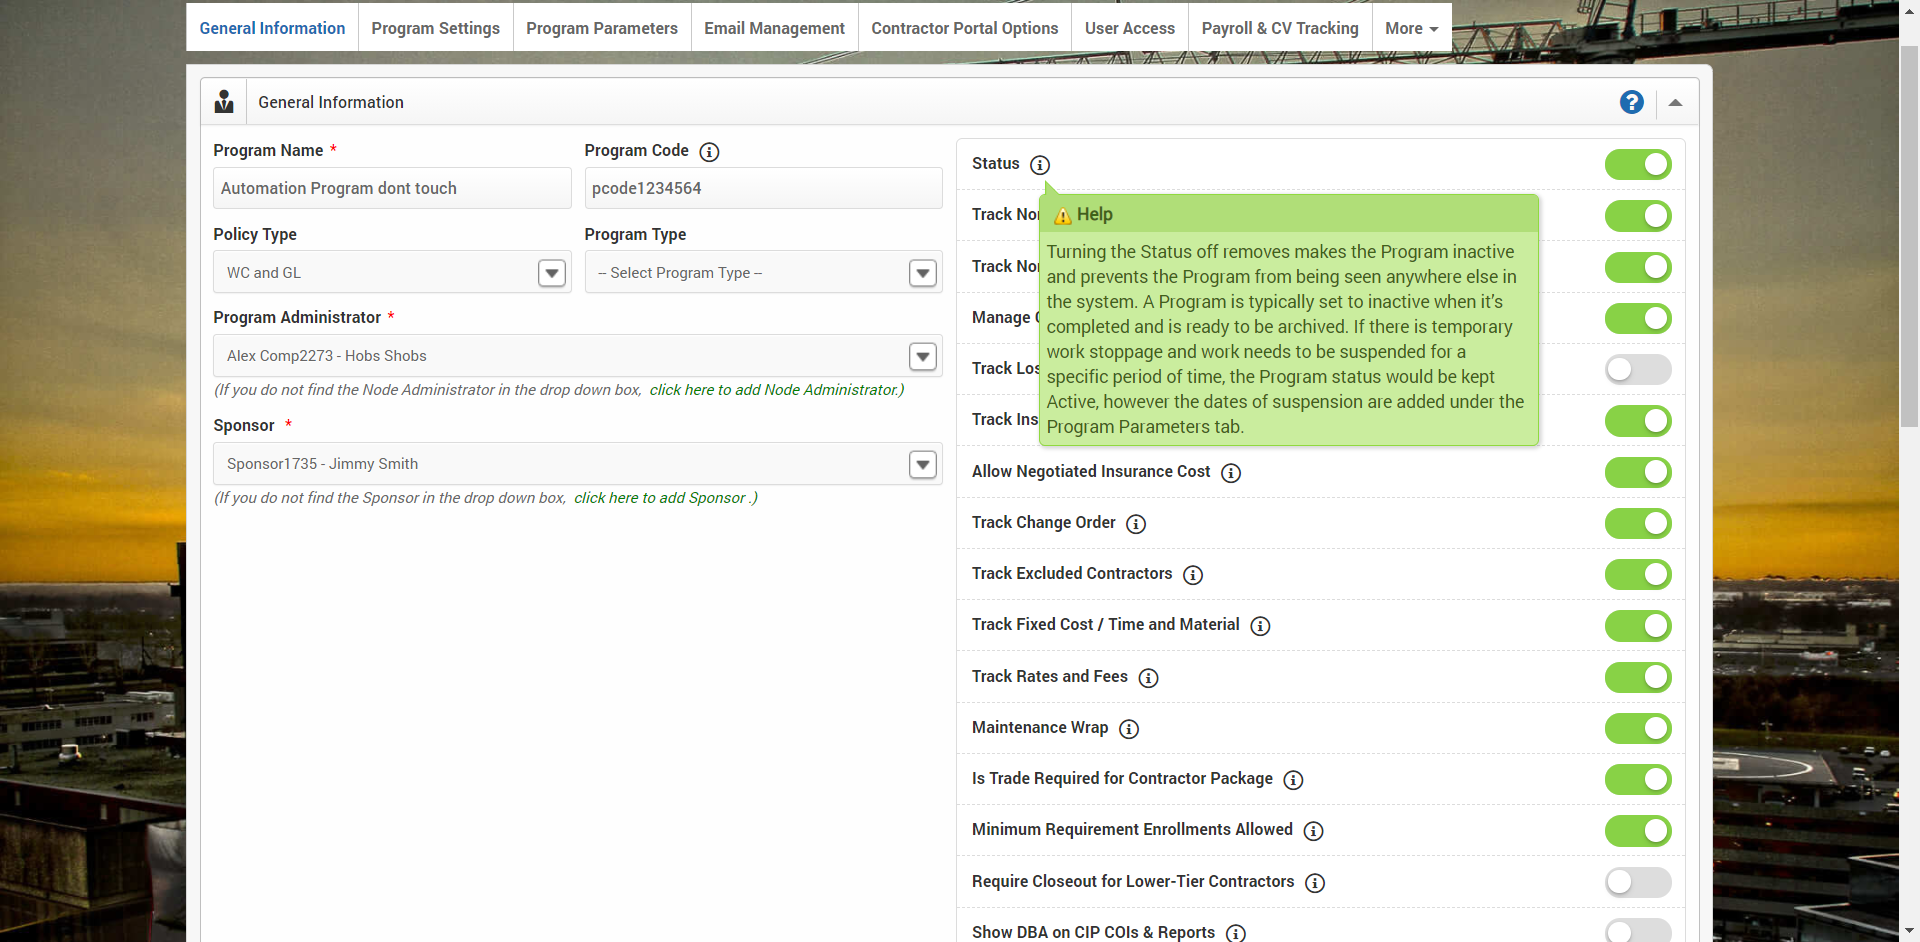 General Information
Program Settings
Program Parameters
Email Management
Contractor Portal Options
User Access
Payroll & CV Tracking
More
General Information
Program Name *
Program Code
Automation Program dont touch
pcode1234564
Policy Type
Program Type
WC and GL
-- Select Program Type --
Program Administrator *
Alex Comp2273 - Hobs Shobs
(If you do not find the Node Administrator in the drop down box, click here to add Node Administrator.)
Sponsor *
Sponsor1735 - Jimmy Smith
(If you do not find the Sponsor in the drop down box, click here to add Sponsor .)
Status
Track Nor
Track Nor
Manage
Track Los
Track Ins
Help
Turning the Status off removes makes the Program inactive
and prevents the Program from being seen anywhere else in
the system. A Program is typically set to inactive when it's
completed and is ready to be archived. If there is temporary
work stoppage and work needs to be suspended for a
specific period of time, the Program status would be kept
Active, however the dates of suspension are added under the
Program Parameters tab.
Allow Negotiated Insurance Cost
Track Change Order
Track Excluded Contractors
Track Fixed Cost / Time and Material
Track Rates and Fees
Maintenance Wrap
Is Trade Required for Contractor Package
Minimum Requirement Enrollments Allowed
Require Closeout for Lower-Tier Contractors
Show DBA on CIP COIs & Reports